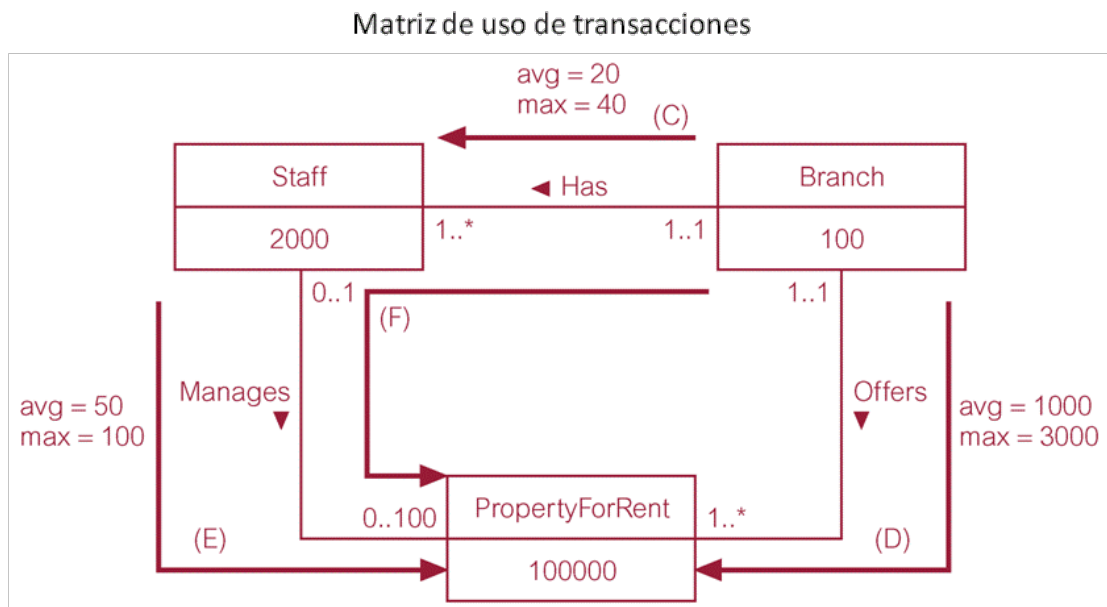 Matriz de uso de transacciones
avg = 20
max = 40
(C)
Staff
◄ Has
Branch
2000
1..*
1..1
100
0..1
1..1
(F)
Manages
▼
Offers
▼
avg = 50
max = 100
avg = 1000
max = 3000
0..100
PropertyForRent
1..*
(E)
(D)
100000